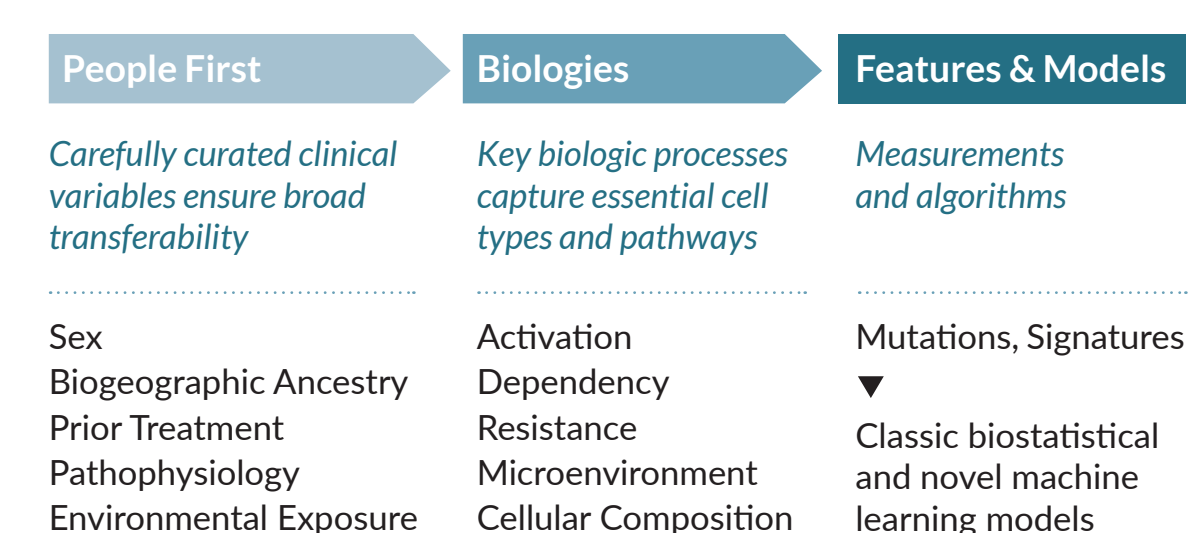 People First
Carefully curated clinical
variables ensure broad
transferability
Sex
Biogeographic Ancestry
Prior Treatment
Pathophysiology
Environmental Exposure
Biologies
Key biologic processes
capture essential cell
types and pathways
Activation
Dependency
Resistance
Microenvironment
Cellular Composition
Features & Models
Measurements
and algorithms
Mutations, Signatures
▼
Classic biostatistical
and novel machine
learning models